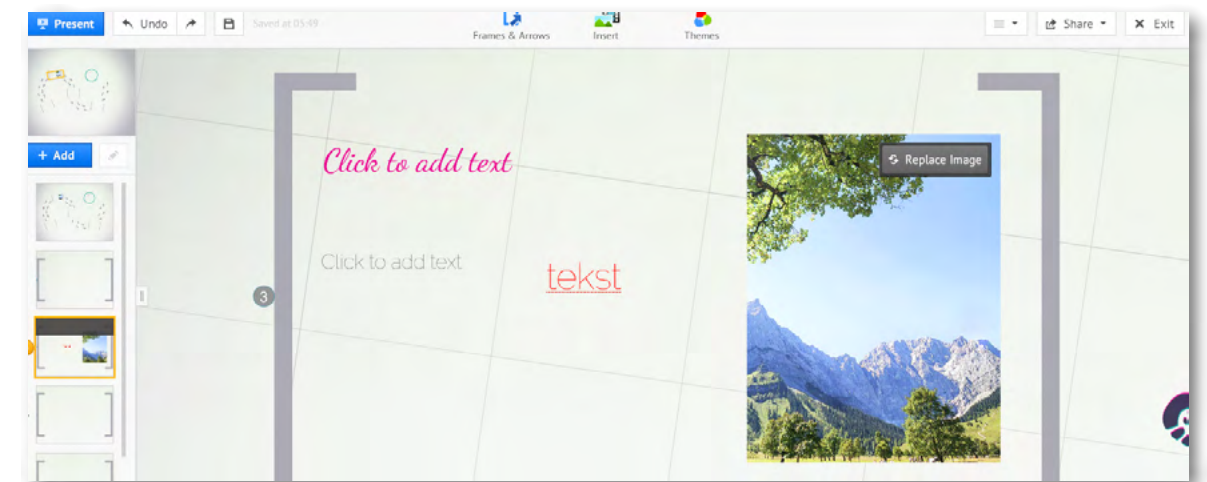 Present
Undo
Saved at 05:49
Frames & Arrows
Insert
Themes
Share
Exit
+ Add
Click to add text
Replace Image
Click to add text
tekst
3